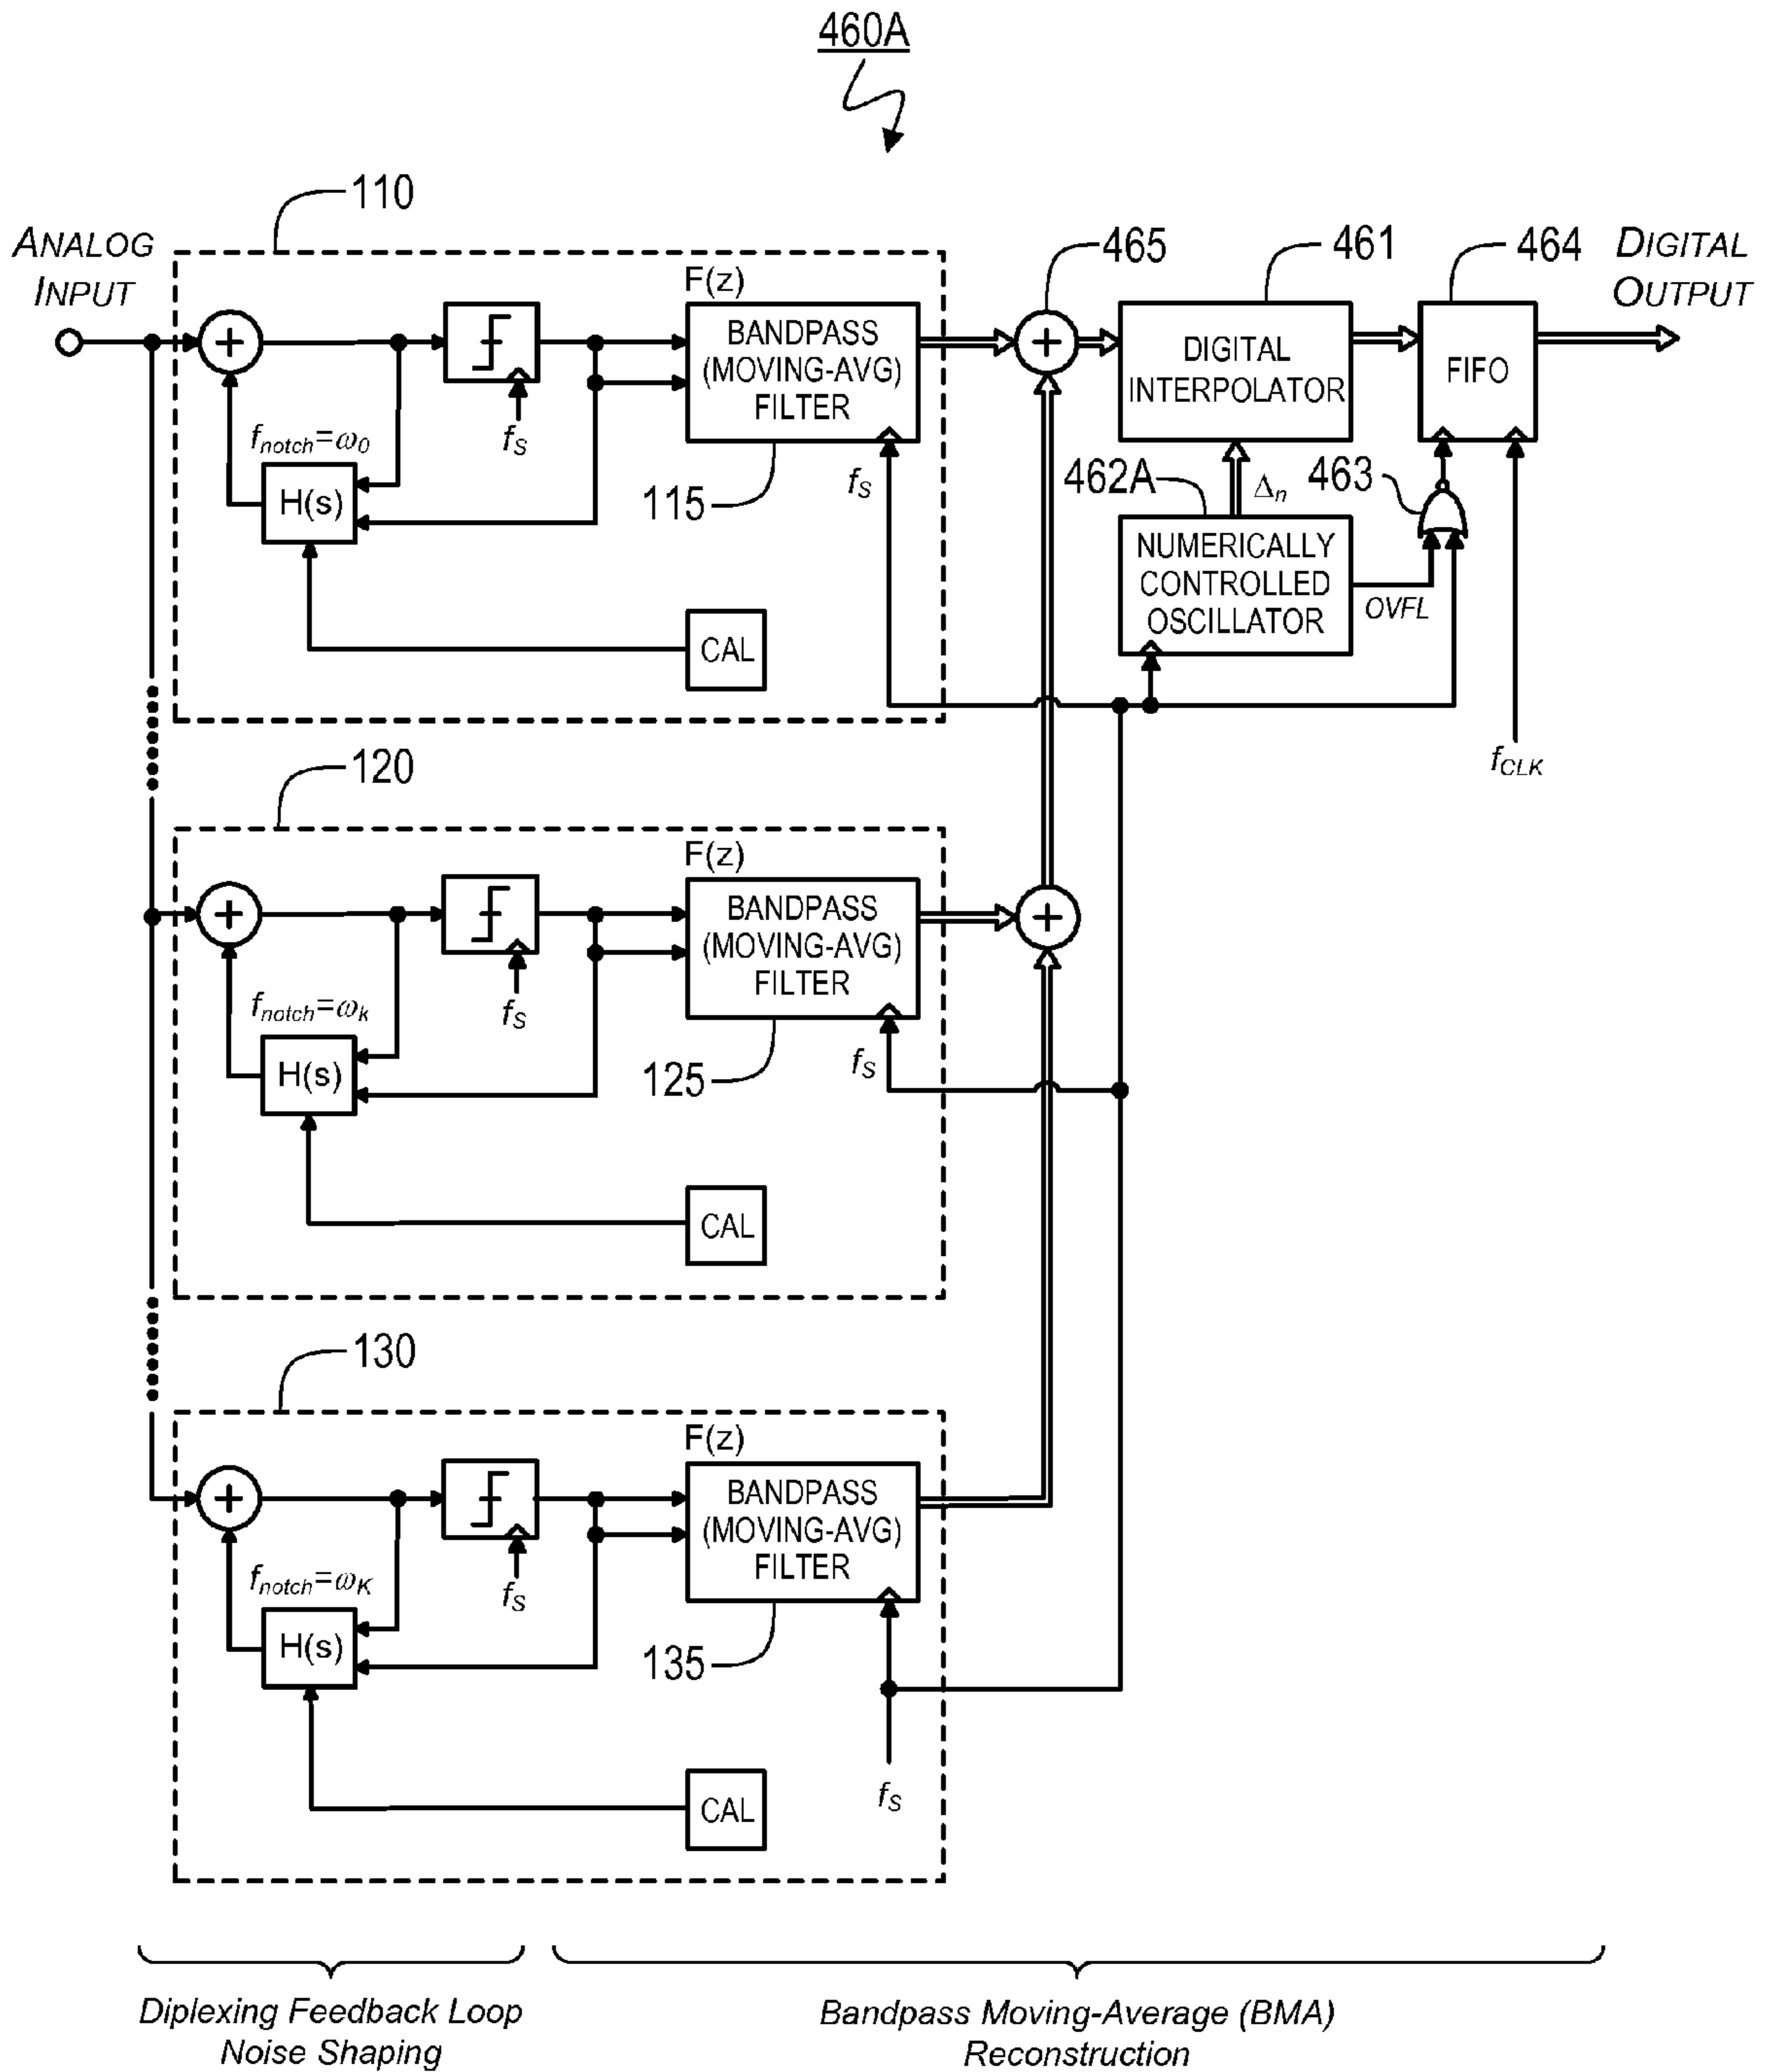 460A
110
ANALOG
INPUT
465
461
464
DIGITAL
OUTPUT
F(z)
+
BANDPASS
(MOVING-AVG)
FILTER
+
DIGITAL
INTERPOLATOR
FIFO
fnotch=ω0
fS
H(s)
115
fS
462A
Δn
463
NUMERICALLY
CONTROLLED
OSCILLATOR
OVFL
CAL
fCLK
120
F(z)
+
BANDPASS
(MOVING-AVG)
FILTER
+
fnotch=ωk
fS
H(s)
125
fS
CAL
130
F(z)
+
BANDPASS
(MOVING-AVG)
FILTER
fnotch=ωK
fS
H(s)
135
CAL
fS
Diplexing Feedback Loop
Noise Shaping
Bandpass Moving-Average (BMA)
Reconstruction